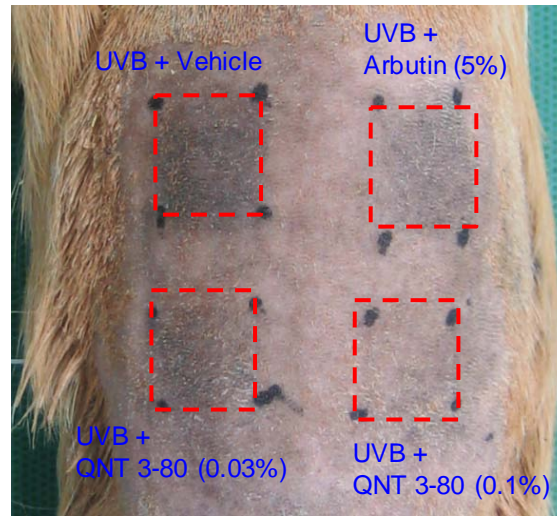 UVB + Vehicle
UVB +
Arbutin (5%)
UVB +
QNT 3-80 (0.03%)
UVB +
QNT 3-80 (0.1%)